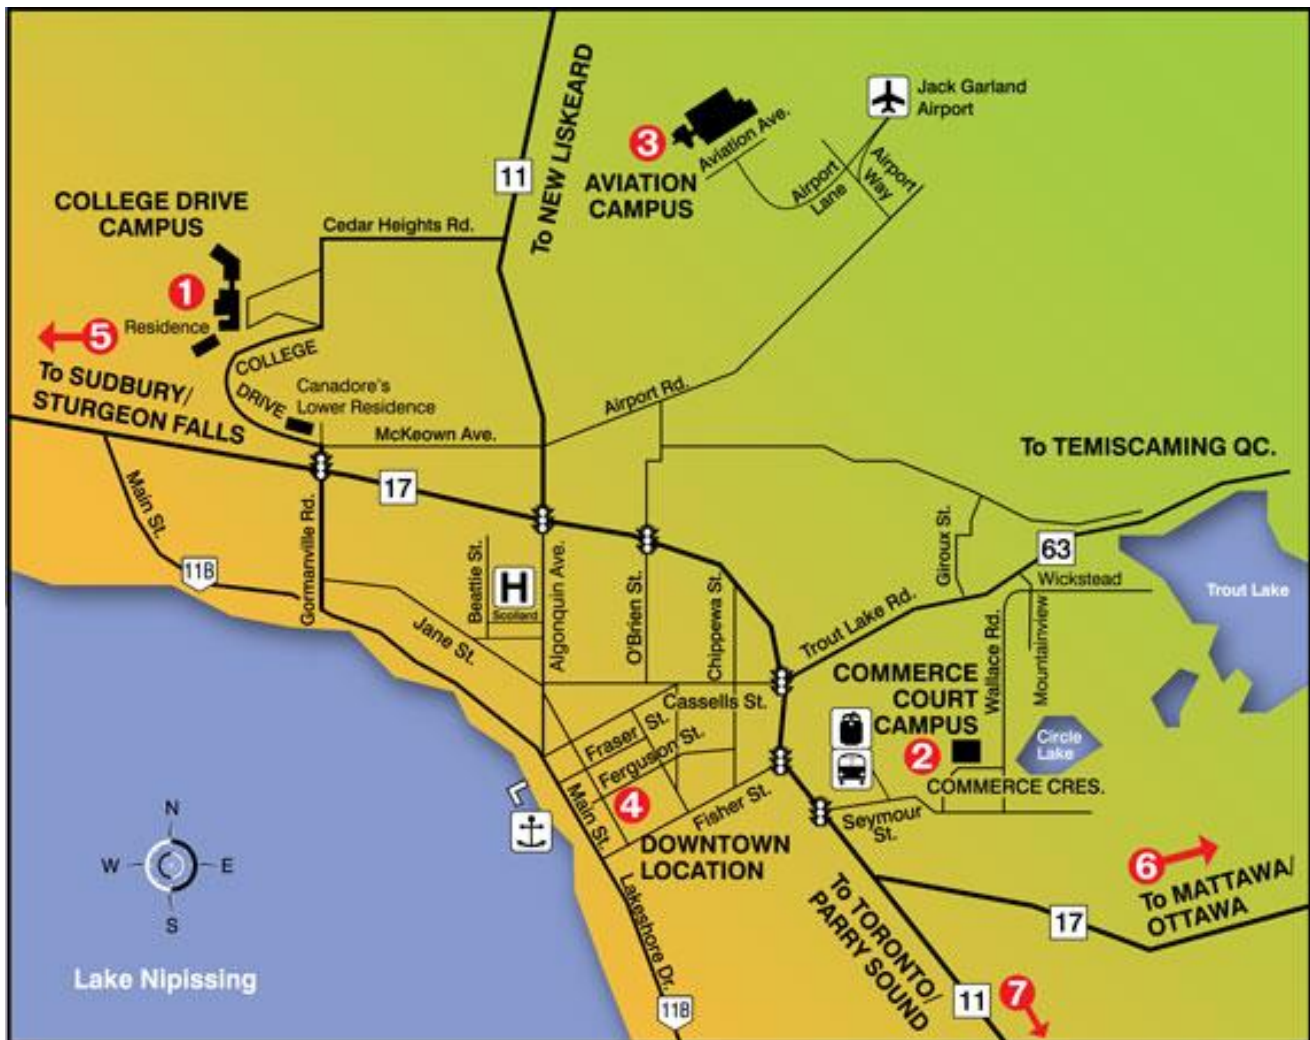 Jack Garland
Airport
To NEW LISKEARD
11
3
AVIATION
CAMPUS
Aviation Ave.
Airport
Lane
Airport
Way
COLLEGE DRIVE
CAMPUS
Cedar Heights Rd.
1
5
Residence
COLLEGE
DRIVE
To SUDBURY/
STURGEON FALLS
Canadore's
Lower Residence
McKeown Ave.
Airport Rd.
To TEMISCAMING QC.
17
Main St.
11B
Gormanville Rd.
Beattie St.
H
Scollard
Algonquin Ave.
O'Brien St.
Chippewa St.
Giroux St.
63
Wickstead
Trout Lake
Trout Lake Rd.
Wallace Rd.
Mountainview
Jane St.
Cassells St.
COMMERCE
COURT
CAMPUS
2
Circle
Lake
COMMERCE CRES.
Fraser St.
Ferguson St.
Main St.
4
Fisher St.
Seymour
St.
DOWNTOWN
LOCATION
N
W
E
S
6
To MATTAWA/
OTTAWA
17
To TORONTO/
PARRY SOUND
Lakeshore Dr.
Lake Nipissing
11B
11
7